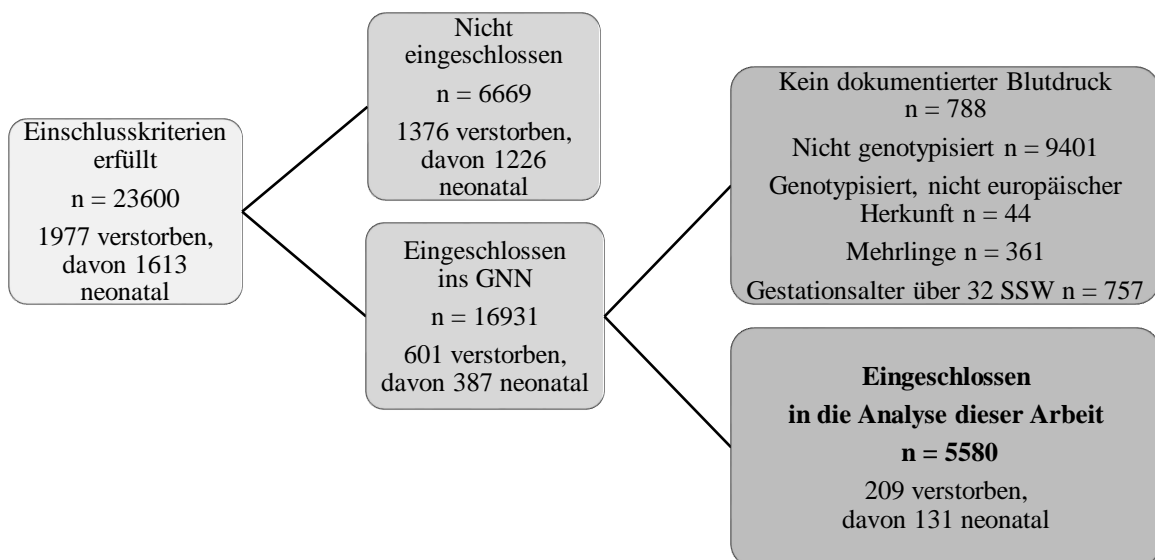 Einschlusskriterien
erfüllt
n = 23600
1977 verstorben,
davon 1613
neonatal
Nicht
eingeschlossen
n = 6669
1376 verstorben,
davon 1226
neonatal
Eingeschlossen
ins GNN
n = 16931
601 verstorben,
davon 387 neonatal
Kein dokumentierter Blutdruck
n = 788
Nicht genotypisiert n = 9401
Genotypisiert, nicht europäischer
Herkunft n = 44
Mehrlinge n = 361
Gestationsalter über 32 SSW n = 757
Eingeschlossen
in die Analyse dieser Arbeit
n = 5580
209 verstorben,
davon 131 neonatal